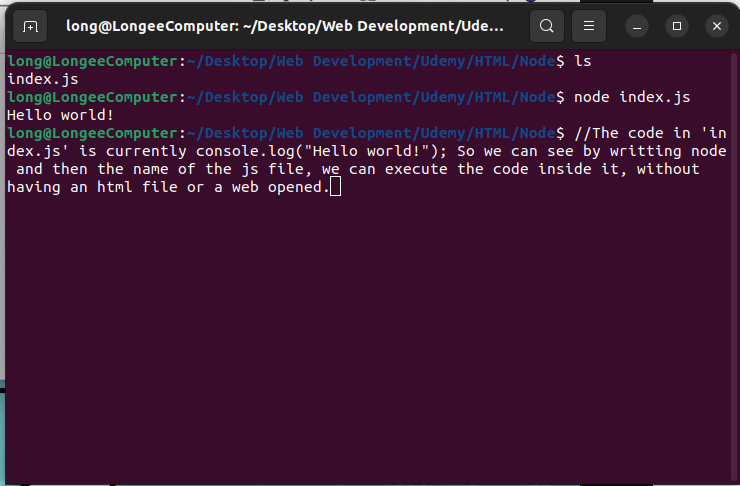 long@LongeeComputer: ~/Desktop/Web Development/Ude...
long@LongeeComputer:~/Desktop/Web Development/Udemy/HTML/Node$ ls
index.js
long@LongeeComputer:~/Desktop/Web Development/Udemy/HTML/Node$ node index.js
Hello world!
long@LongeeComputer:~/Desktop/Web Development/Udemy/HTML/Node$ //The code in 'in
dex.js' is currently console.log("Hello world!"); So we can see by writting node
 and then the name of the js file, we can execute the code inside it, without
having an html file or a web opened.